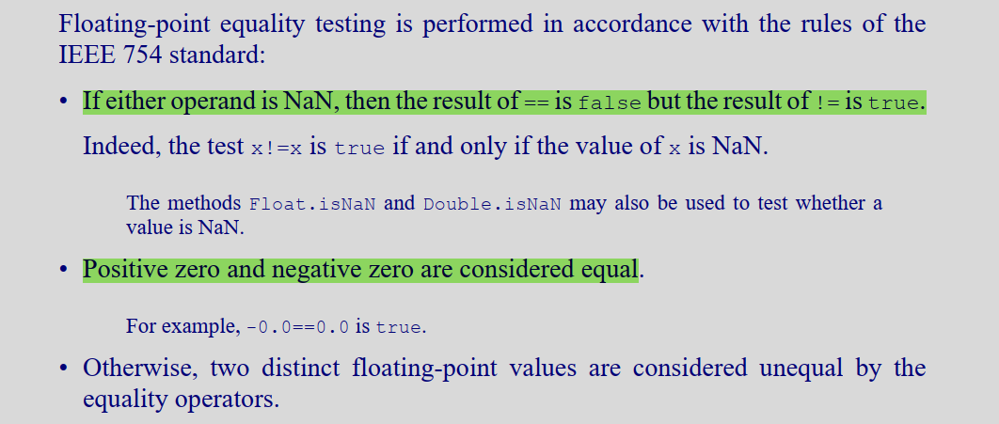 Floating-point equality testing is performed in accordance with the rules of the
IEEE 754 standard:
• If either operand is NaN, then the result of == is false but the result of != is true.
Indeed, the test x!=x is true if and only if the value of x is NaN.
The methods Float.isNaN and Double.isNaN may also be used to test whether a
value is NaN.
• Positive zero and negative zero are considered equal.
For example, -0.0==0.0 is true.
• Otherwise, two distinct floating-point values are considered unequal by the
equality operators.